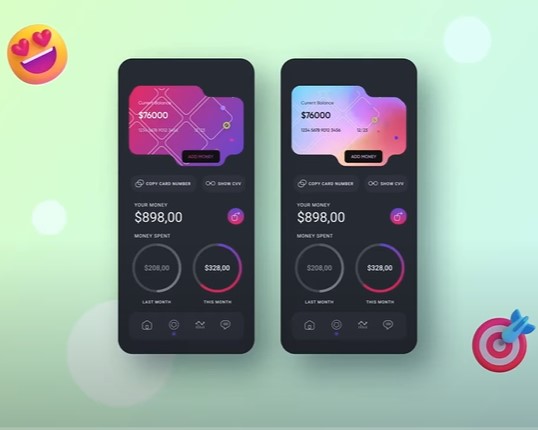 Current Balance
$76000
1234 5678 9012 3456 12/23
ADD MONEY
COPY CARD NUMBER SHOW CVV
YOUR MONEY
$898,00
MONEY SPENT
$208,00 $328,00
LAST MONTH THIS MONTH
Current Balance
$76000
1234 5678 9012 3456
ADD MONEY
COPY CARD NUMBER SHOW CVV
YOUR MONEY
$898,00
MONEY SPENT
$208,00 $328,00
LAST MONTH THIS MONTH